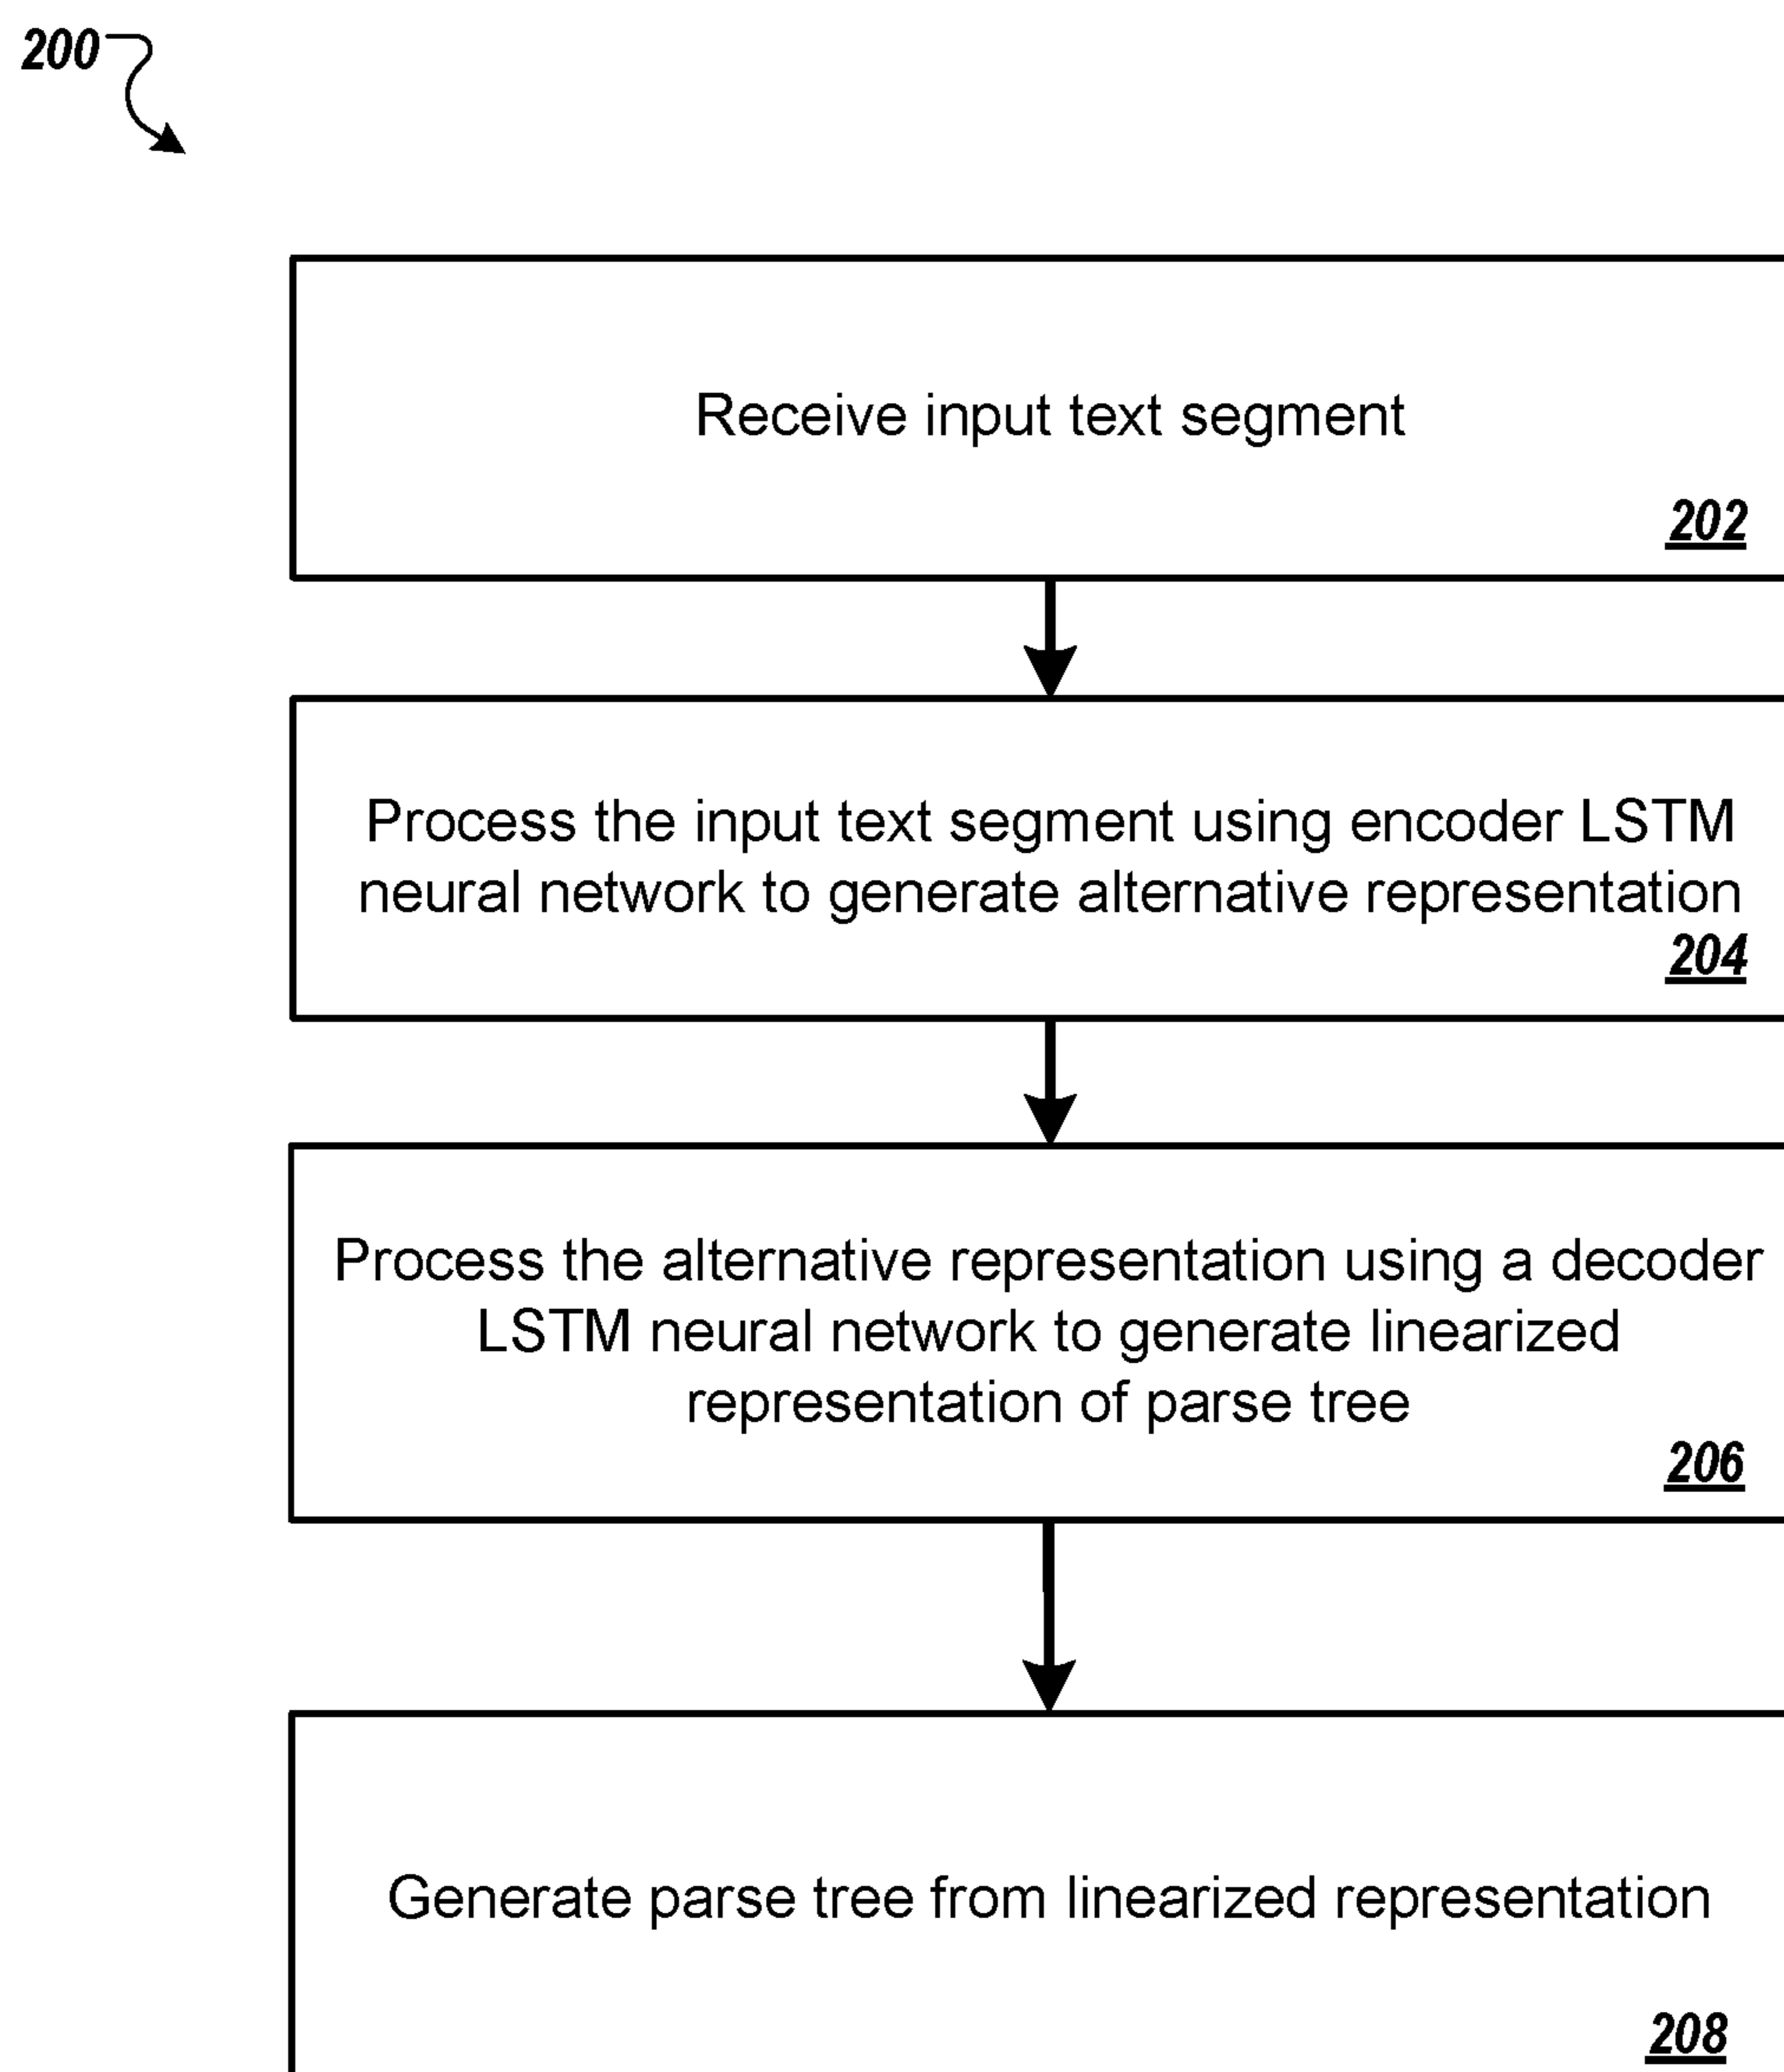 200
Receive input text segment
202
Process the input text segment using encoder LSTM
neural network to generate alternative representation
204
Process the alternative representation using a decoder
LSTM neural network to generate linearized
representation of parse tree
206
Generate parse tree from linearized representation
208